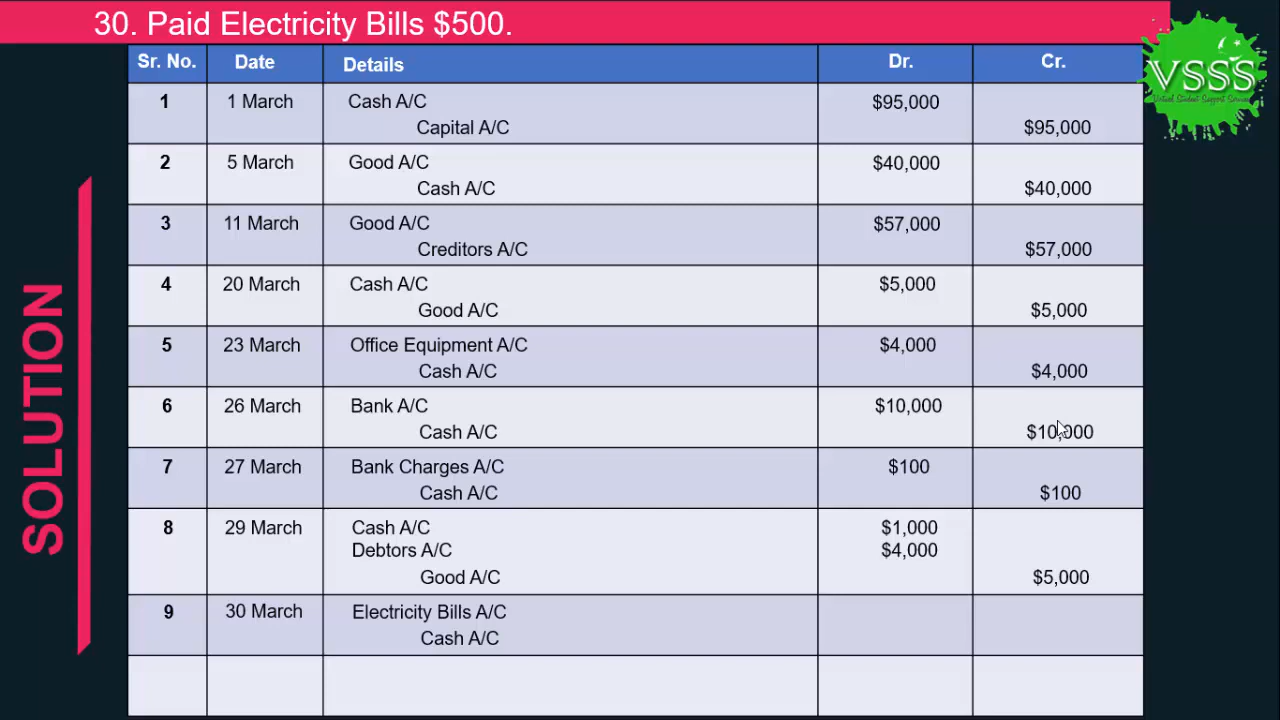 30. Paid Electricity Bills $500.
Sr. No. Date Details Dr. Cr.
1 1 March Cash A/C $95,000
Capital A/C $95,000
2 5 March Good A/C $40,000
Cash A/C $40,000
3 11 March Good A/C $57,000
Creditors A/C $57,000
4 20 March Cash A/C $5,000
Good A/C $5,000
5 23 March Office Equipment A/C $4,000
Cash A/C $4,000
6 26 March Bank A/C $10,000
Cash A/C $10,000
7 27 March Bank Charges A/C $100
Cash A/C $100
8 29 March Cash A/C $1,000
Debtors A/C $4,000
Good A/C $5,000
9 30 March Electricity Bills A/C
Cash A/C
SOLUTION
VSSS
Virtual Student Support Service